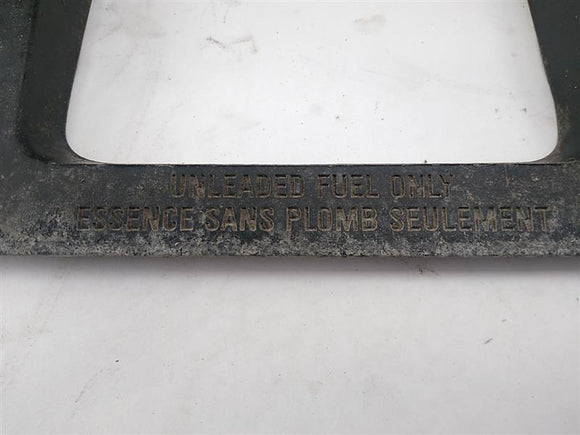 UNLEADED FUEL ONLY
ESSENCE SANS PLOMB SEULEMENT